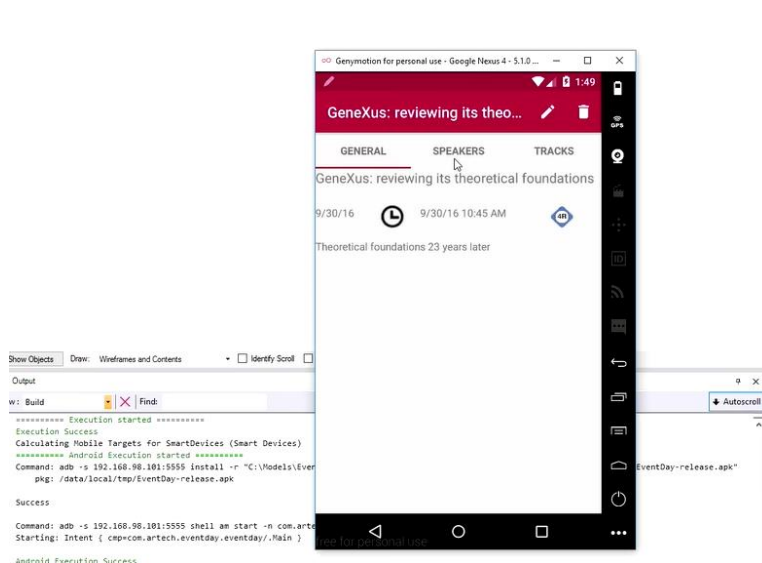 Genymotion for personal use - Google Nexus 4 - 5.1.0 ...
1:49
GeneXus: reviewing its theo...
GPS
GENERAL SPEAKERS TRACKS
GeneXus: reviewing its theoretical foundations
9/30/16 9/30/16 10:45 AM 4R
Theoretical foundations 23 years later
ID
Show Objects Draw: Wireframes and Contents Identify Scroll
Output
w: Build Find: Autoscroll
========== Execution started ==========
Execution Success
Calculating Mobile Targets for SmartDevices (Smart Devices)
========== Android Execution started ==========
Command: adb -s 192.168.98.101:5555 install -r "C:\Models\Even EventDay-release.apk"
pkg: /data/local/tmp/EventDay-release.apk
Success
Command: adb -s 192.168.98.101:5555 shell am start -n com.arte
Starting: Intent { cmp=com.artech.eventday.eventday/.Main }
free for personal use
Android Execution Success